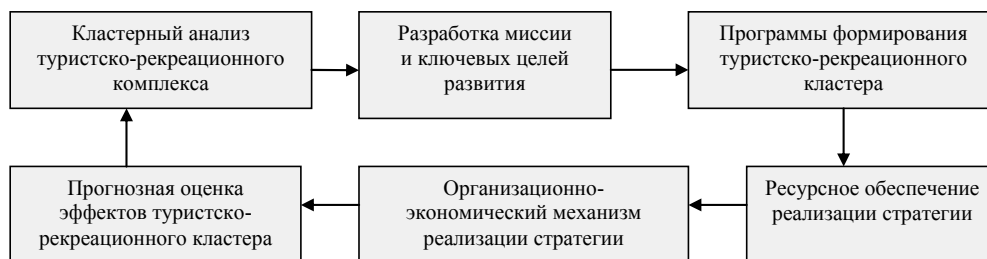 Кластерный анализ
туристско-рекреационного
комплекса
Разработка миссии
и ключевых целей
развития
Программы формирования
туристско-рекреационного
кластера
Прогнозная оценка
эффектов туристско-
рекреационного кластера
Организационно-
экономический механизм
реализации стратегии
Ресурсное обеспечение
реализации стратегии